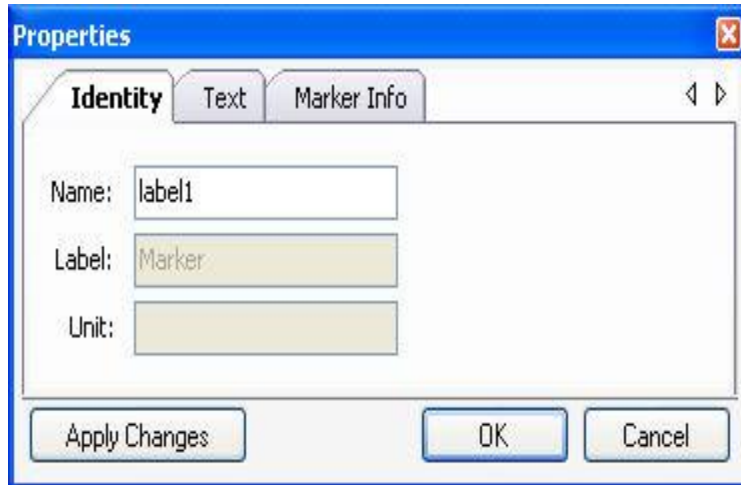 Properties
Identity Text Marker Info
Name: label1
Label: Marker
Unit:
Apply Changes OK Cancel